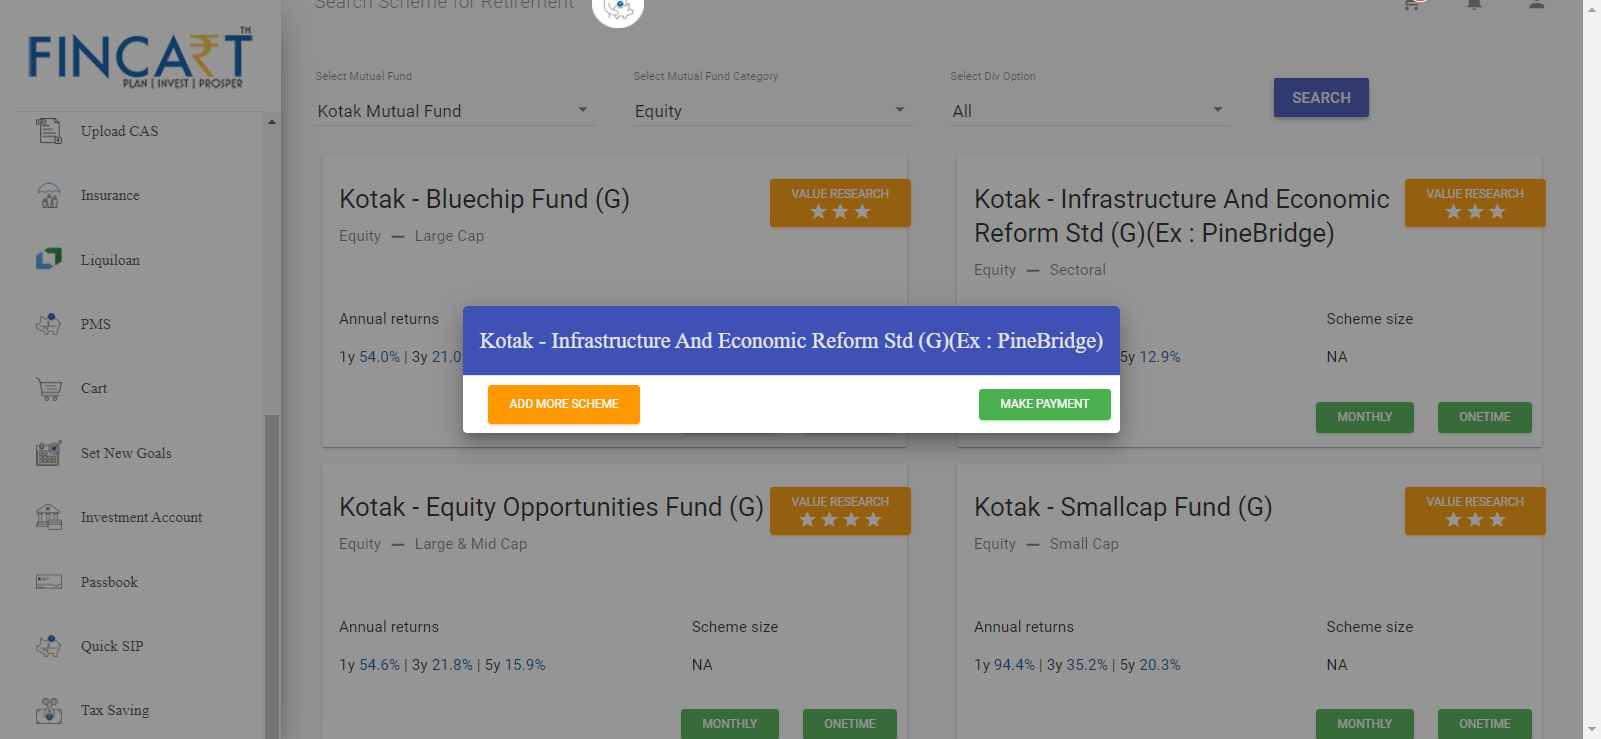 Search Scheme for Retirement
FINCART
TM
PLAN | INVEST | PROSPER
Upload CAS
Insurance
Liquiloan
PMS
Cart
Set New Goals
Investment Account
Passbook
Quick SIP
Tax Saving
Select Mutual Fund
Kotak Mutual Fund
Select Mutual Fund Category
Equity
Select Div Option
All
SEARCH
Kotak - Bluechip Fund (G)
VALUE RESEARCH
Equity — Large Cap
Annual returns
1y 54.0% | 3y 21.0
Kotak - Infrastructure And Economic
Reform Std (G)(Ex : PineBridge)
VALUE RESEARCH
Equity — Sectoral
Scheme size
5y 12.9%
NA
MONTHLY
ONETIME
Kotak - Infrastructure And Economic Reform Std (G)(Ex : PineBridge)
ADD MORE SCHEME
MAKE PAYMENT
Kotak - Equity Opportunities Fund (G)
VALUE RESEARCH
Equity — Large & Mid Cap
Annual returns
Scheme size
1y 54.6% | 3y 21.8% | 5y 15.9%
NA
MONTHLY
ONETIME
Kotak - Smallcap Fund (G)
VALUE RESEARCH
Equity — Small Cap
Annual returns
Scheme size
1y 94.4% | 3y 35.2% | 5y 20.3%
NA
MONTHLY
ONETIME